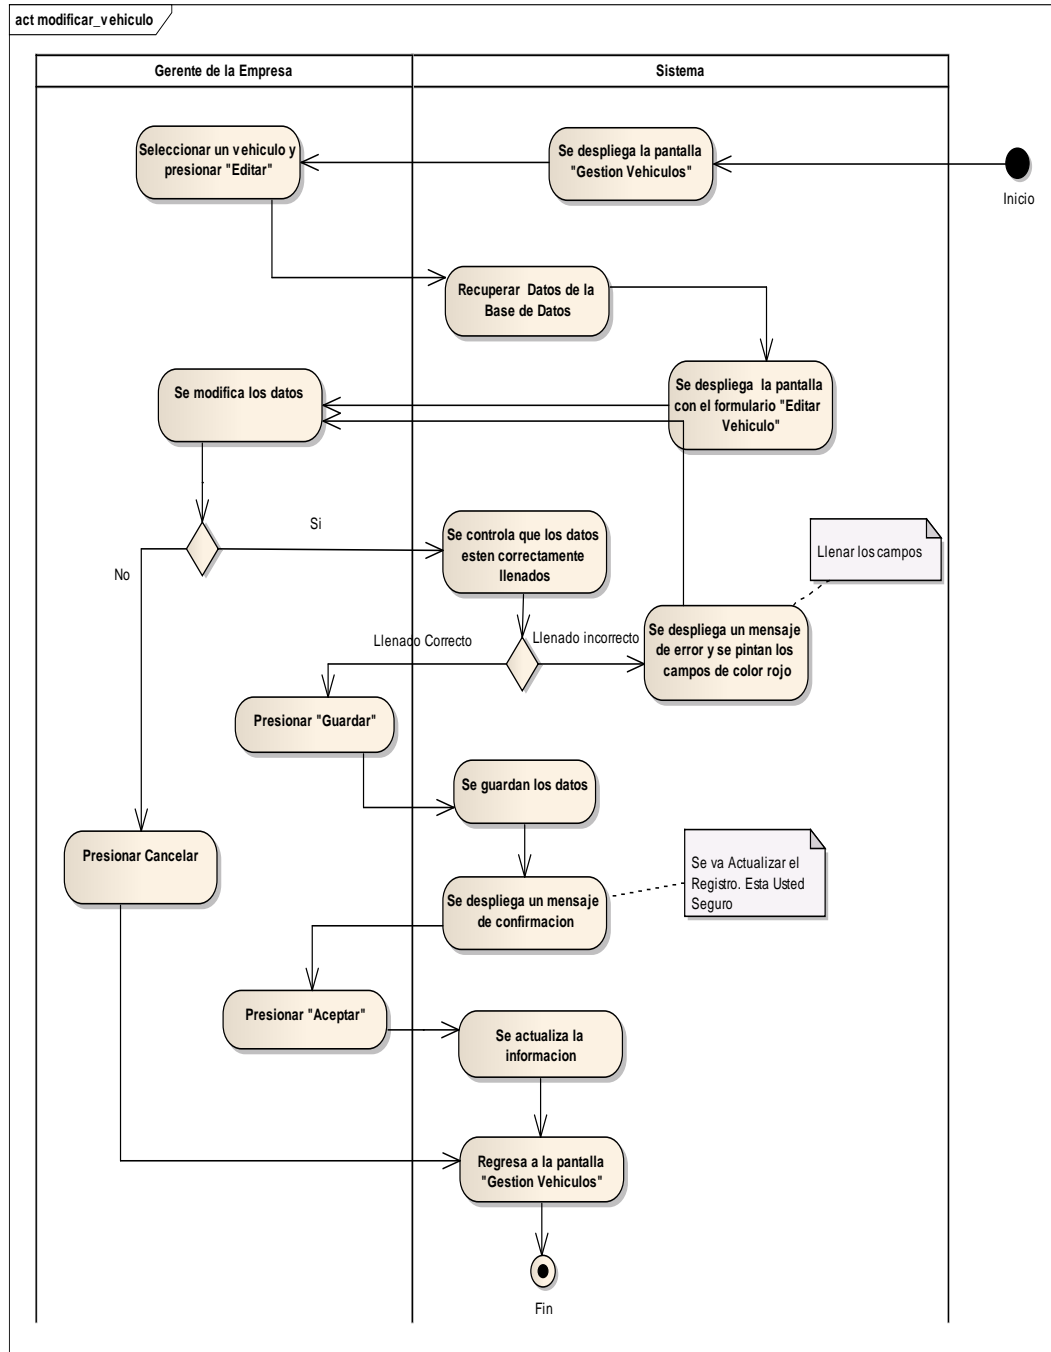 act modificar_vehiculo
Gerente de la Empresa
Sistema
Seleccionar un vehiculo y
presionar "Editar"
Se despliega la pantalla
"Gestion Vehiculos"
Inicio
Recuperar Datos de la
Base de Datos
Se modifica los datos
Se despliega la pantalla
con el formulario "Editar
Vehiculo"
Si
No
Se controla que los datos
esten correctamente
llenados
Llenar los campos
Llenado Correcto
Llenado incorrecto
Se despliega un mensaje
de error y se pintan los
campos de color rojo
Presionar "Guardar"
Se guardan los datos
Presionar Cancelar
Se va Actualizar el
Registro. Esta Usted
Seguro
Se despliega un mensaje
de confirmacion
Presionar "Aceptar"
Se actualiza la
informacion
Regresa a la pantalla
"Gestion Vehiculos"
Fin